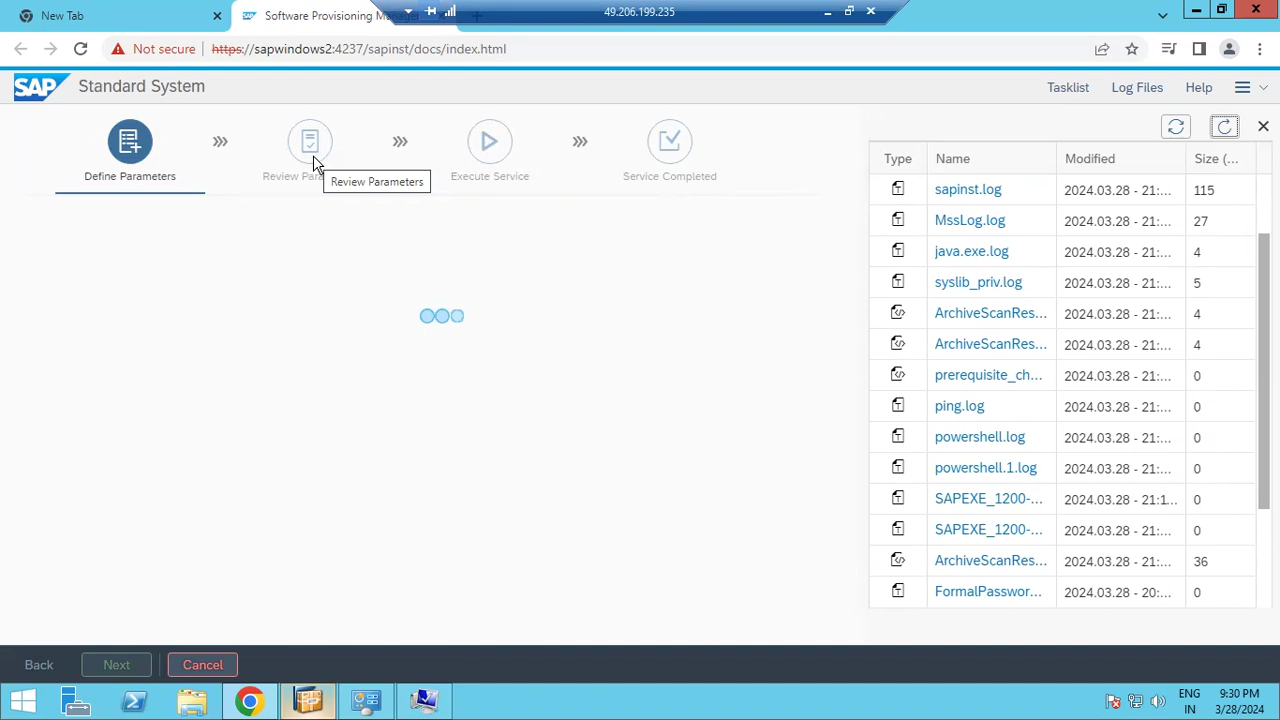 New Tab
Software Provisioning Manage
49.206.199.235
Not secure
https://sapwindows2:4237/sapinst/docs/index.html
SAP
Standard System
Tasklist
Log Files
Help
Define Parameters
Review Para
Review Parameters
Execute Service
Service Completed
Type Name Modified Size (...
sapinst.log 2024.03.28 - 21:... 115
MssLog.log 2024.03.28 - 21:... 27
java.exe.log 2024.03.28 - 21:... 4
syslib_priv.log 2024.03.28 - 21:... 5
ArchiveScanRes... 2024.03.28 - 21:... 4
ArchiveScanRes... 2024.03.28 - 21:... 4
prerequisite_ch... 2024.03.28 - 21:... 0
ping.log 2024.03.28 - 21:... 0
powershell.log 2024.03.28 - 21:... 0
powershell.1.log 2024.03.28 - 21:... 0
SAPEXE_1200-... 2024.03.28 - 21:1... 0
SAPEXE_1200-... 2024.03.28 - 21:... 0
ArchiveScanRes... 2024.03.28 - 21:... 36
FormalPasswor... 2024.03.28 - 20:... 0
Back
Next
Cancel
ENG
IN
9:30 PM
3/28/2024